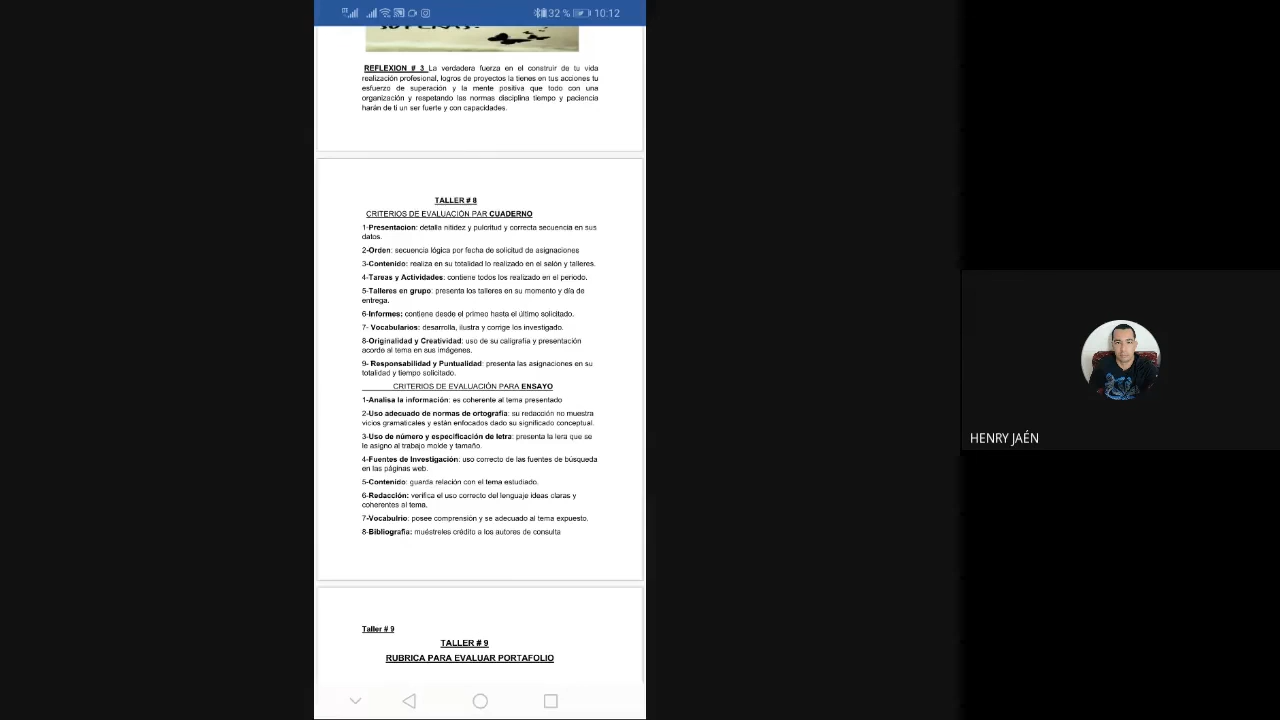 32 % 10:12
REFLEXION # 3 La verdadera fuerza en el construir de tu vida
realización profesional, logros de proyectos la tienes en tus acciones tu
esfuerzo de superación y la mente positiva que todo con una
organización y respetando las normas disciplina tiempo y paciencia
harán de ti un ser fuerte y con capacidades.
TALLER # 8
CRITERIOS DE EVALUACIÓN PAR CUADERNO
1-Presentacion: detalla nitidez y pulcritud y correcta secuencia en sus
datos.
2-Orden: secuencia lógica por fecha de solicitud de asignaciones
3-Contenido: realiza en su totalidad lo realizado en el salón y talleres.
4-Tareas y Actividades: contiene todos los realizado en el periodo.
5-Talleres en grupo: presenta los talleres en su momento y día de
entrega.
6-Informes: contiene desde el primeo hasta el último solicitado.
7- Vocabularios: desarrolla, ilustra y corrige los investigado.
8-Originalidad y Creatividad: uso de su caligrafía y presentación
acorde al tema en sus imágenes.
9- Responsabilidad y Puntualidad: presenta las asignaciones en su
totalidad y tiempo solicitado.
CRITERIOS DE EVALUACIÓN PARA ENSAYO
1-Analisa la información: es coherente al tema presentado
2-Uso adecuado de normas de ortografía: su redacción no muestra
vicios gramaticales y están enfocados dado su significado conceptual.
3-Uso de número y especificación de letra: presenta la lera que se
le asigno al trabajo molde y tamaño.
4-Fuentes de Investigación: uso correcto de las fuentes de búsqueda
en las páginas web.
5-Contenido: guarda relación con el tema estudiado.
6-Redacción: verifica el uso correcto del lenguaje ideas claras y
coherentes al tema.
7-Vocabulrio: posee comprensión y se adecuado al tema expuesto.
8-Bibliografía: muéstreles crédito a los autores de consulta
Taller # 9
TALLER # 9
RUBRICA PARA EVALUAR PORTAFOLIO
HENRY JAÉN